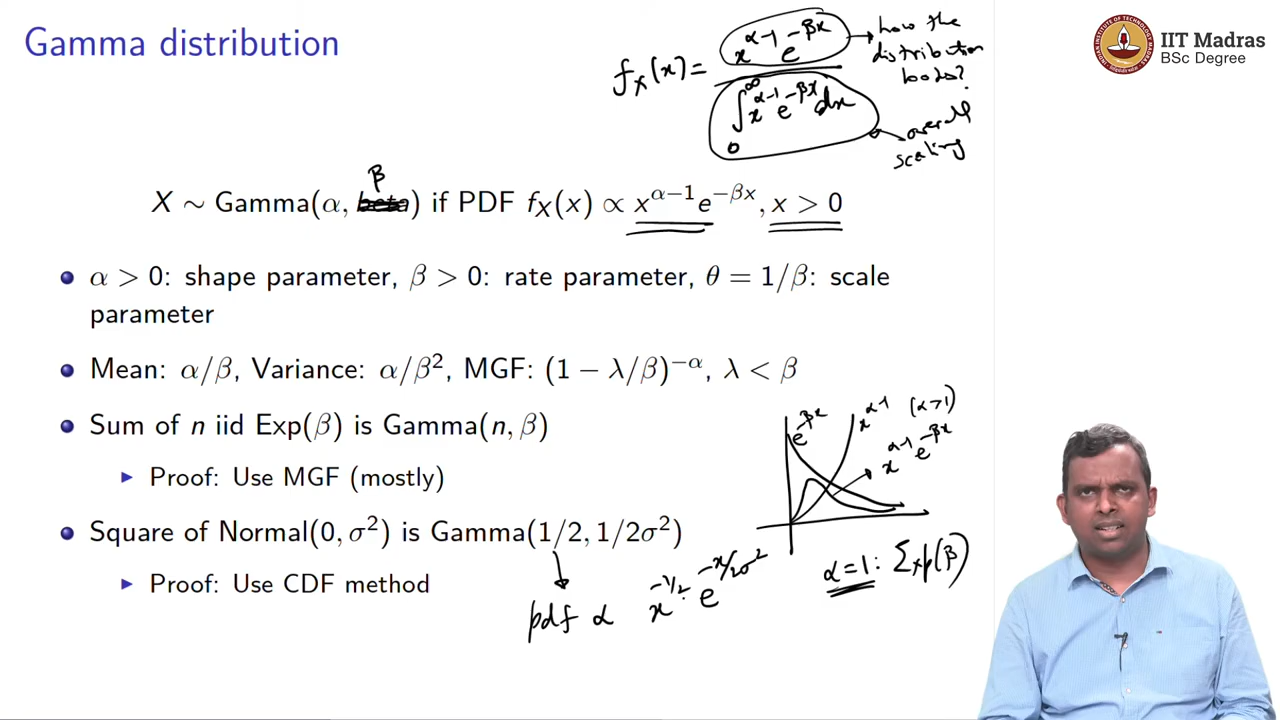 Gamma distribution
IIT Madras
BSc Degree
f_X(x) = x^{α-1} e^{-βx} / ∫_0^∞ x^{α-1} e^{-βx} dx
how the
distribution
looks?
overall
scaling
β
X ∼ Gamma(α, beta) if PDF f_X(x) ∝ x^{α−1}e^{−βx}, x > 0
α > 0: shape parameter, β > 0: rate parameter, θ = 1/β: scale
parameter
Mean: α/β, Variance: α/β², MGF: (1 − λ/β)^{−α}, λ < β
Sum of n iid Exp(β) is Gamma(n, β)
Proof: Use MGF (mostly)
Square of Normal(0, σ²) is Gamma(1/2, 1/2σ²)
Proof: Use CDF method
e^{-βx}
x^{α-1} (α>1)
x^{α-1} e^{-βx}
α=1: Exp(β)
pdf α x^{-1/2} e^{-x/2σ²}